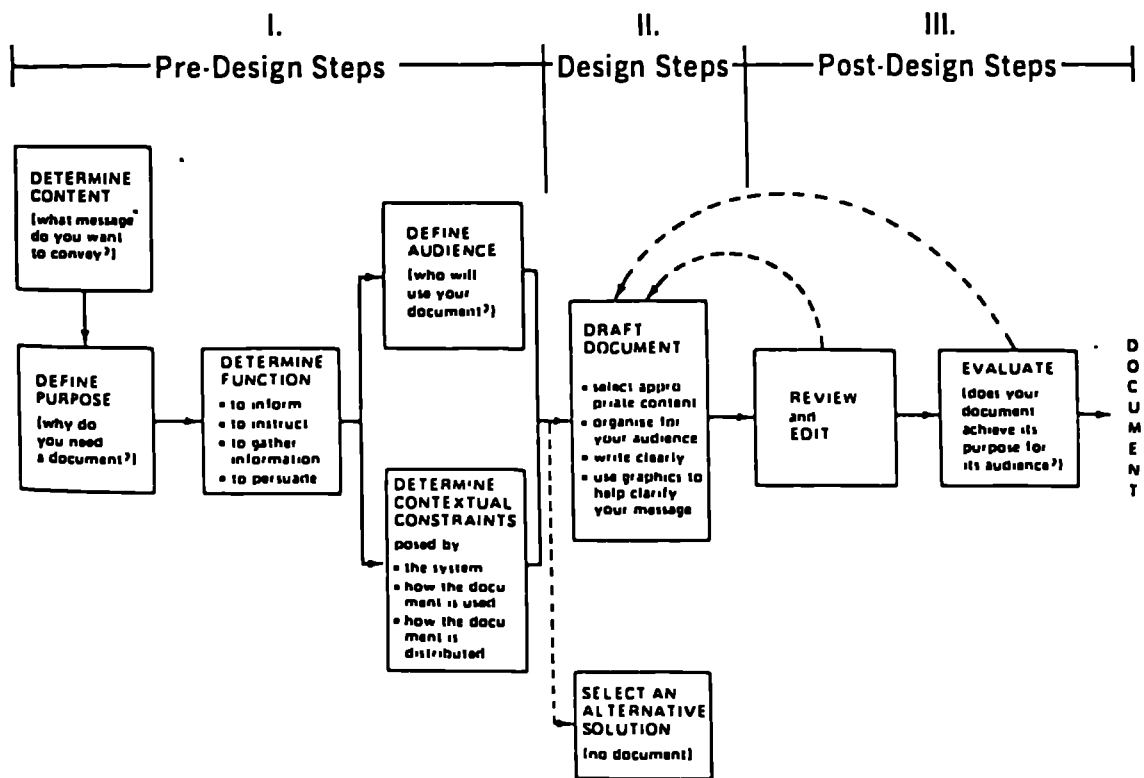 I.
Pre-Design Steps
II.
Design Steps
III.
Post-Design Steps
DETERMINE
CONTENT
(what message
do you want
to convey?)
DEFINE
PURPOSE
(why do
you need
a document?)
DETERMINE
FUNCTION
• to inform
• to instruct
• to gather
information
• to persuade
DEFINE
AUDIENCE
(who will
use your
document?)
DETERMINE
CONTEXTUAL
CONSTRAINTS
posed by
• the system
• how the docu
ment is used
• how the docu
ment is
distributed
DRAFT
DOCUMENT
• select appro
priate content
• organise for
your audience
• write clearly
• use graphics to
help clarify
your message
SELECT AN
ALTERNATIVE
SOLUTION
(no document)
REVIEW
and
EDIT
EVALUATE
(does your
document
achieve its
purpose for
its audience?)
DOCUMENT